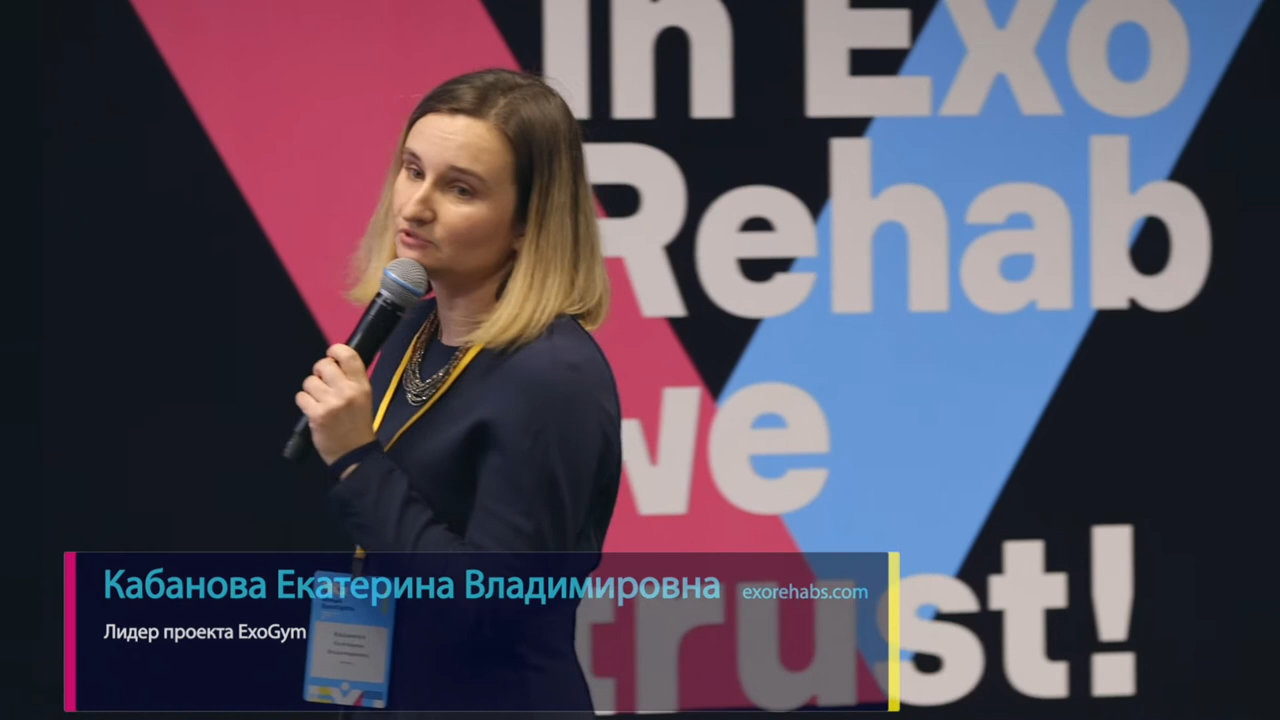 In Exo
Rehab
we
trust!
Кабанова Екатерина Владимировна
exorehabs.com
Лидер проекта ExoGym